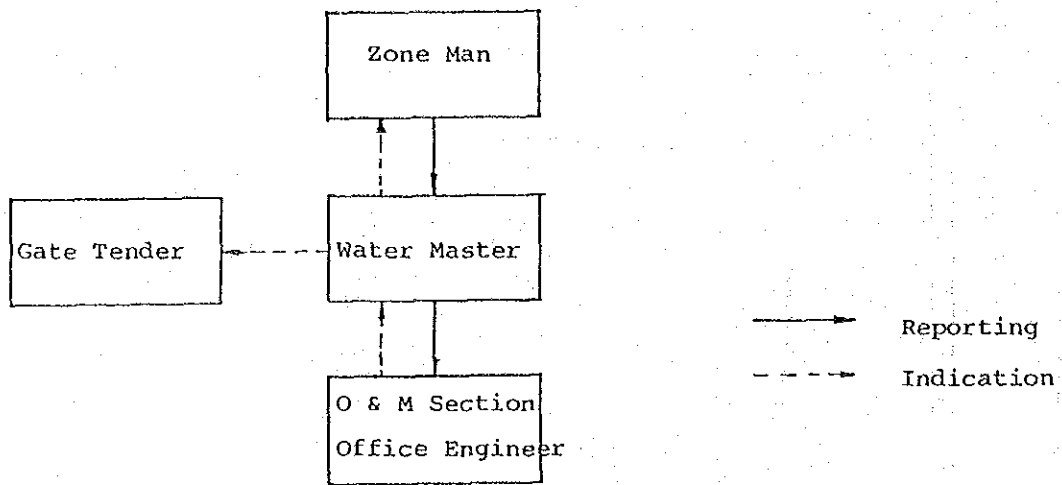 Zone Man
Gate Tender
Water Master
O & M Section
Office Engineer
Reporting
Indication